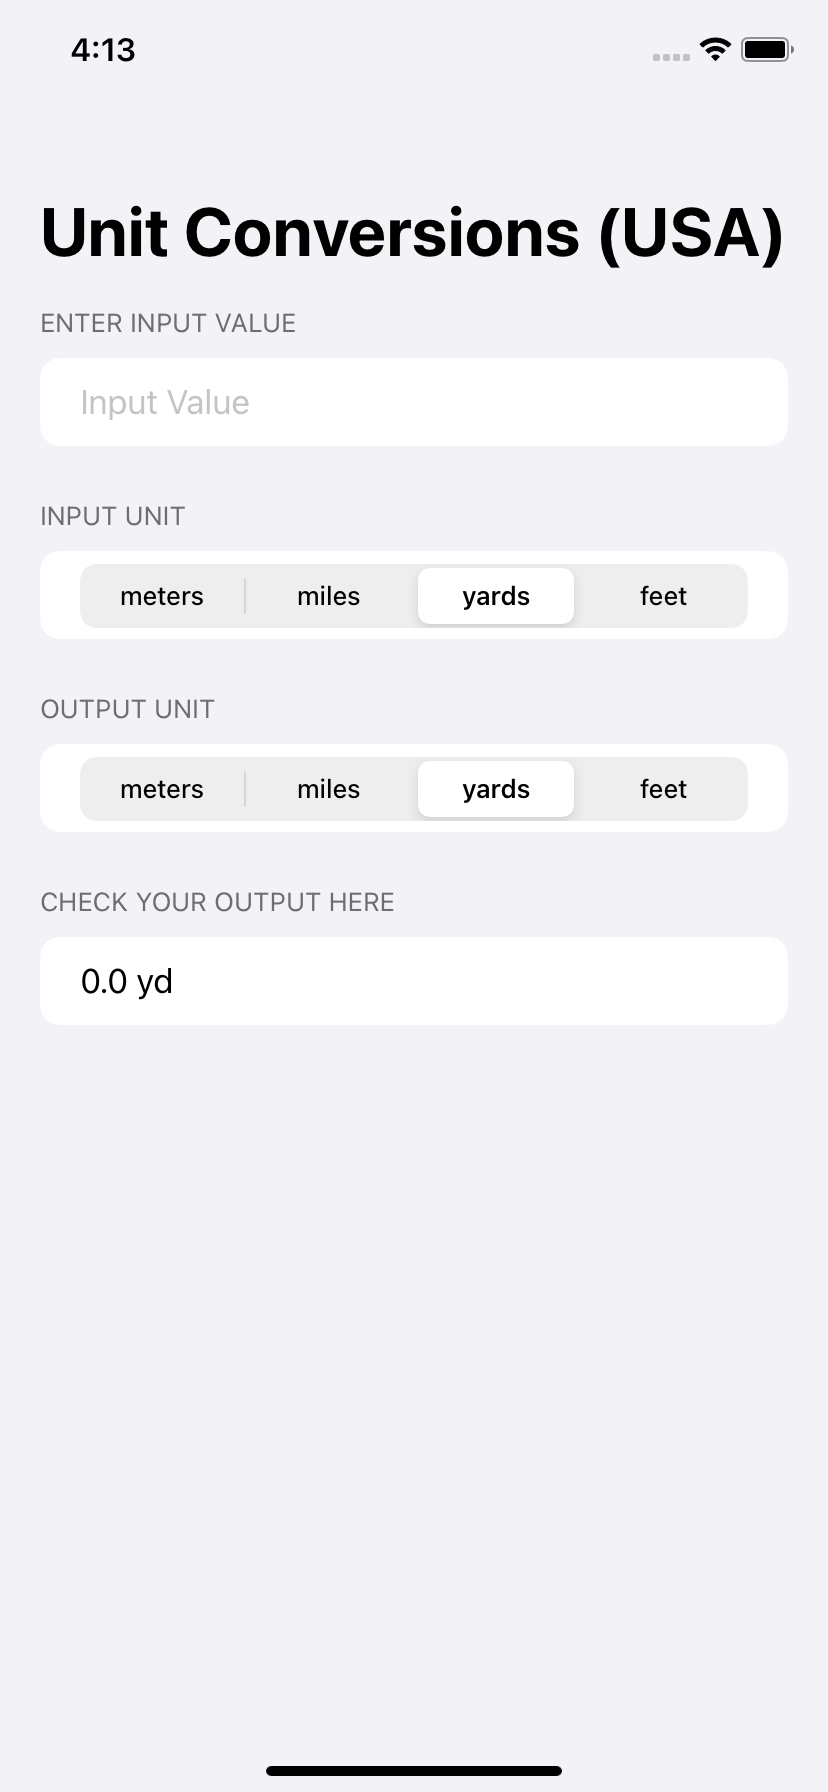 4:13
Unit Conversions (USA)
ENTER INPUT VALUE
Input Value
INPUT UNIT
meters miles yards feet
OUTPUT UNIT
meters miles yards feet
CHECK YOUR OUTPUT HERE
0.0 yd